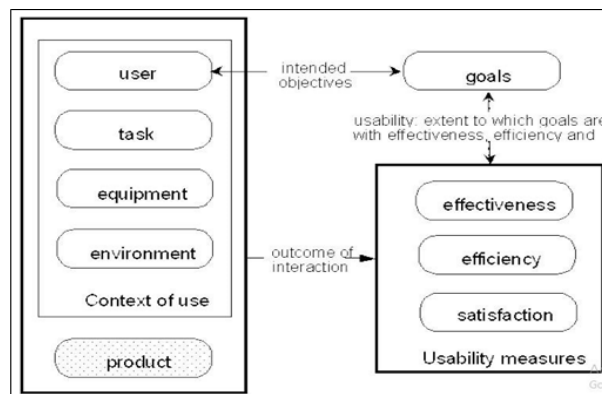 user
intended
objectives
goals
task
usability: extent to which goals are
with effectiveness, efficiency and
equipment
effectiveness
environment
outcome of
interaction
efficiency
Context of use
satisfaction
product
Usability measures